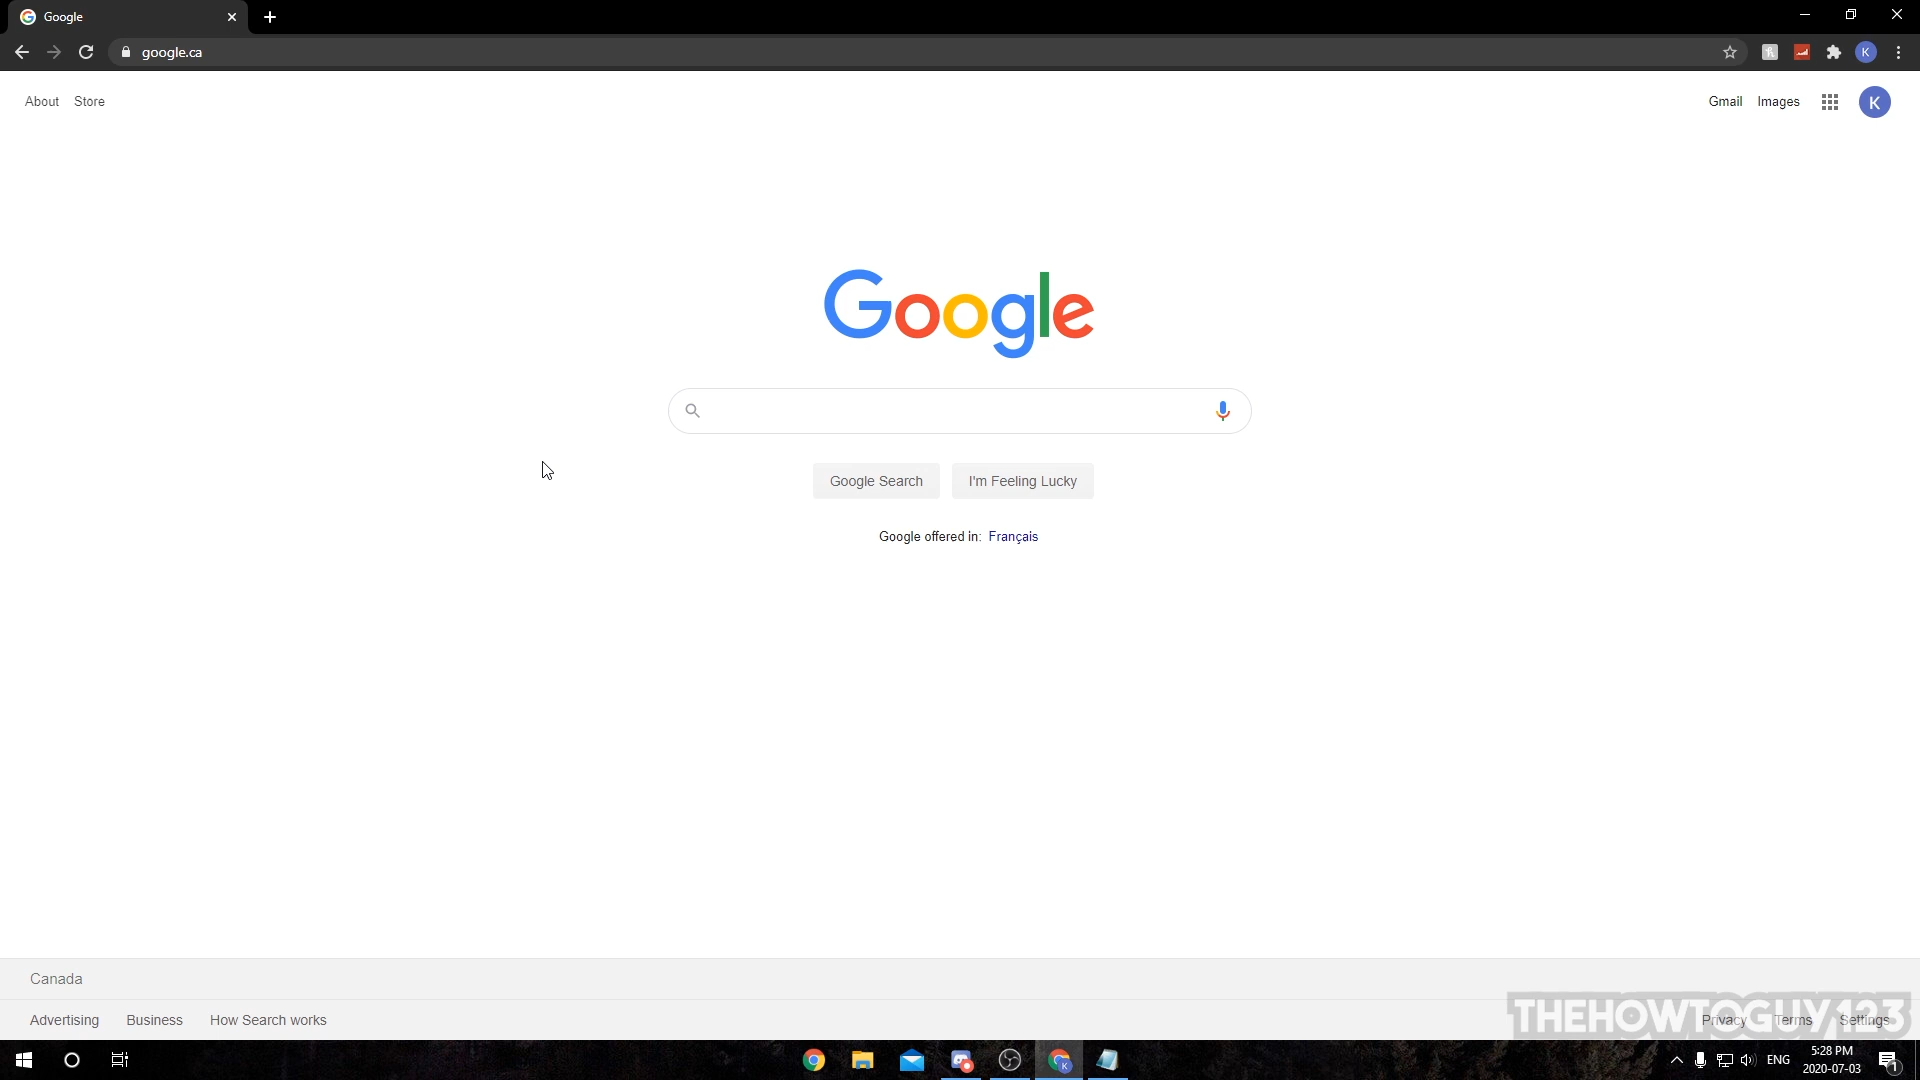 Google
google.ca
K
About Store
Gmail Images
K
Google
Google Search I'm Feeling Lucky
Google offered in: Français
Canada
Advertising Business How Search works
Privacy Terms Settings
THEHOWTOGUY123
K
ENG
5:28 PM
2020-07-03
1